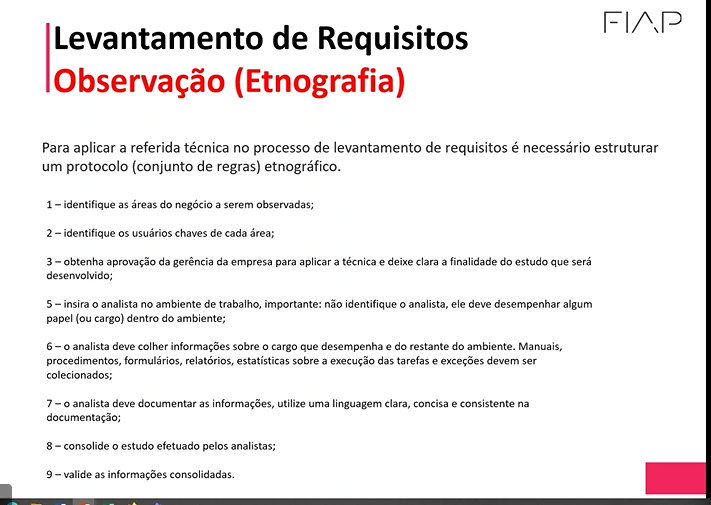 FIAP
Levantamento de Requisitos
Observação (Etnografia)
Para aplicar a referida técnica no processo de levantamento de requisitos é necessário estruturar
um protocolo (conjunto de regras) etnográfico.
1 – identifique as áreas do negócio a serem observadas;
2 – identifique os usuários chaves de cada área;
3 – obtenha aprovação da gerência da empresa para aplicar a técnica e deixe clara a finalidade do estudo que será
desenvolvido;
5 – insira o analista no ambiente de trabalho, importante: não identifique o analista, ele deve desempenhar algum
papel (ou cargo) dentro do ambiente;
6 – o analista deve colher informações sobre o cargo que desempenha e do restante do ambiente. Manuais,
procedimentos, formulários, relatórios, estatísticas sobre a execução das tarefas e exceções devem ser
colecionados;
7 – o analista deve documentar as informações, utilize uma linguagem clara, concisa e consistente na
documentação;
8 – consolide o estudo efetuado pelos analistas;
9 – valide as informações consolidadas.